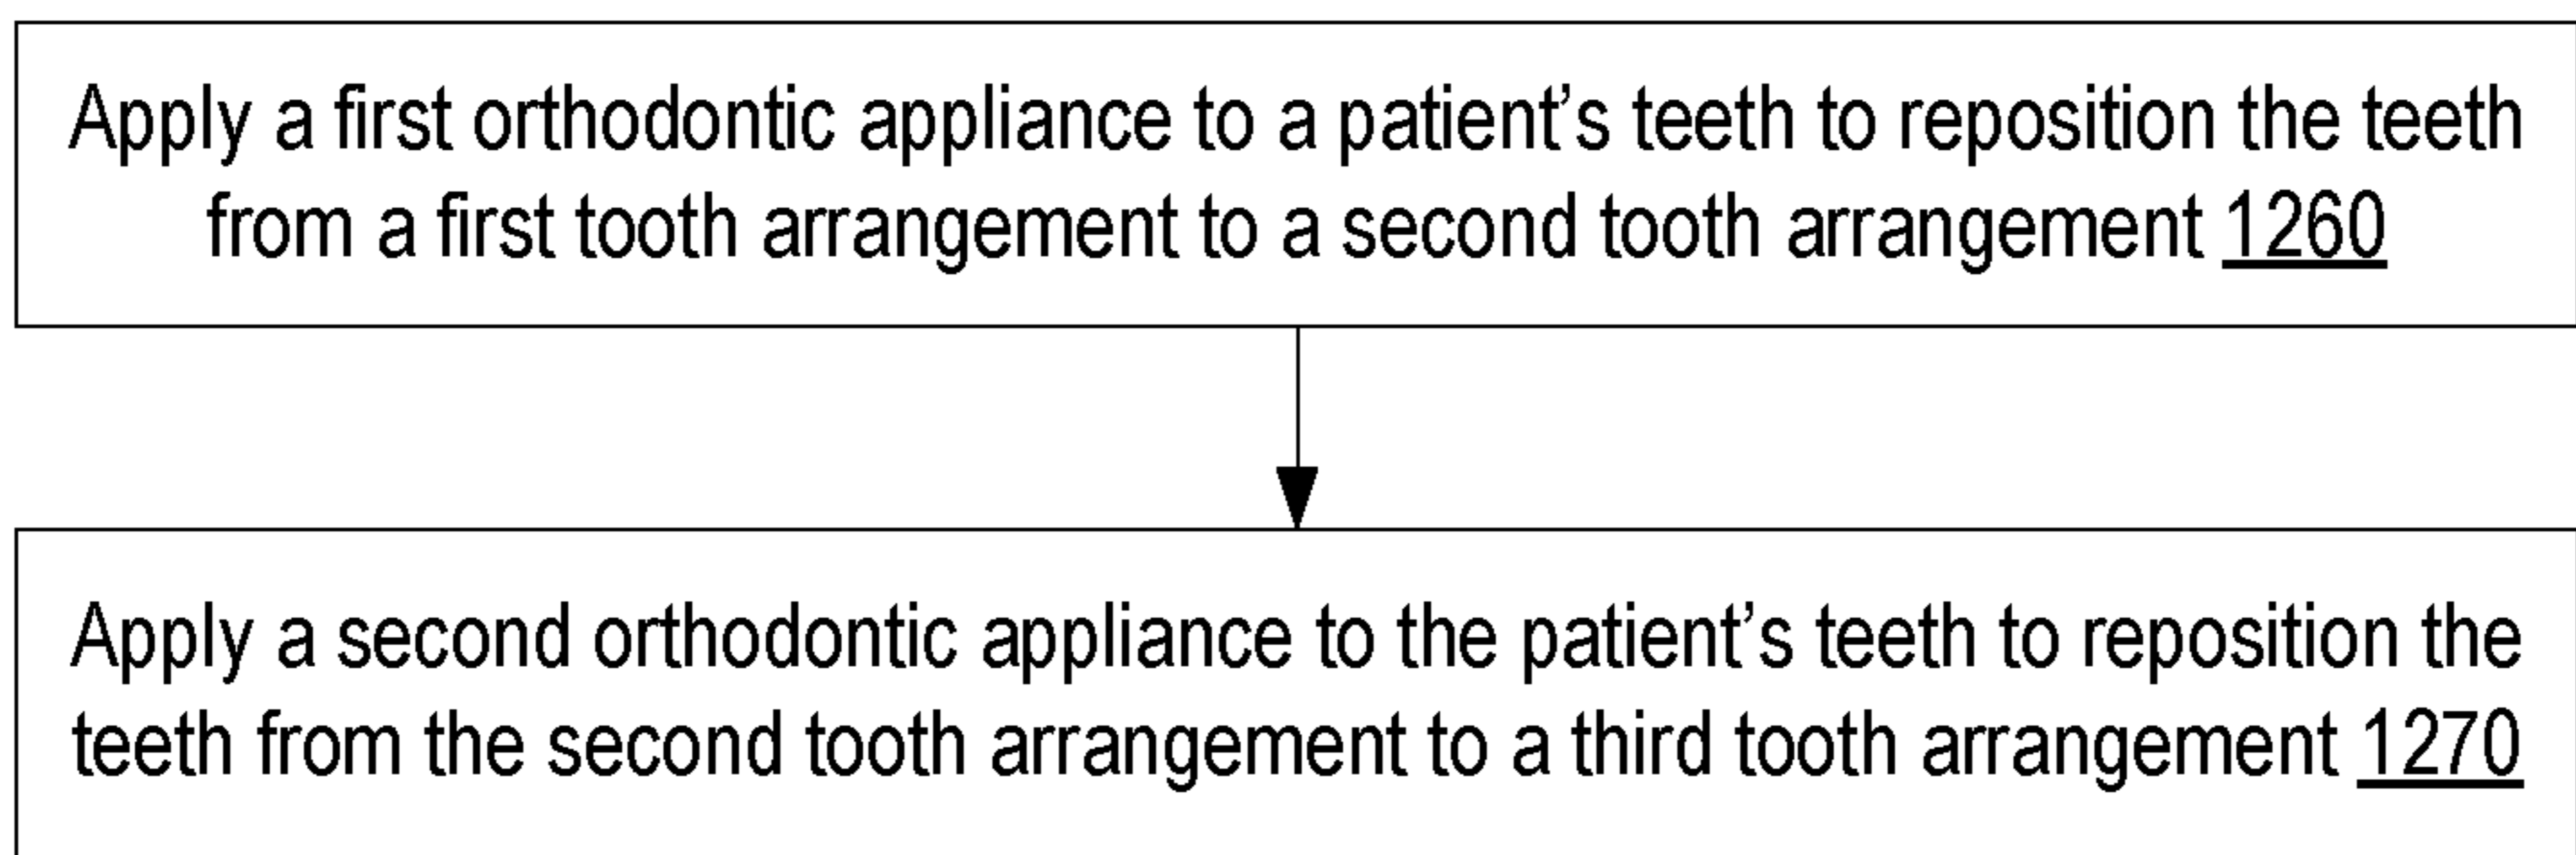 Apply a first orthodontic appliance to a patient’s teeth to reposition the teeth
from a first tooth arrangement to a second tooth arrangement 1260
Apply a second orthodontic appliance to the patient’s teeth to reposition the
teeth from the second tooth arrangement to a third tooth arrangement 1270